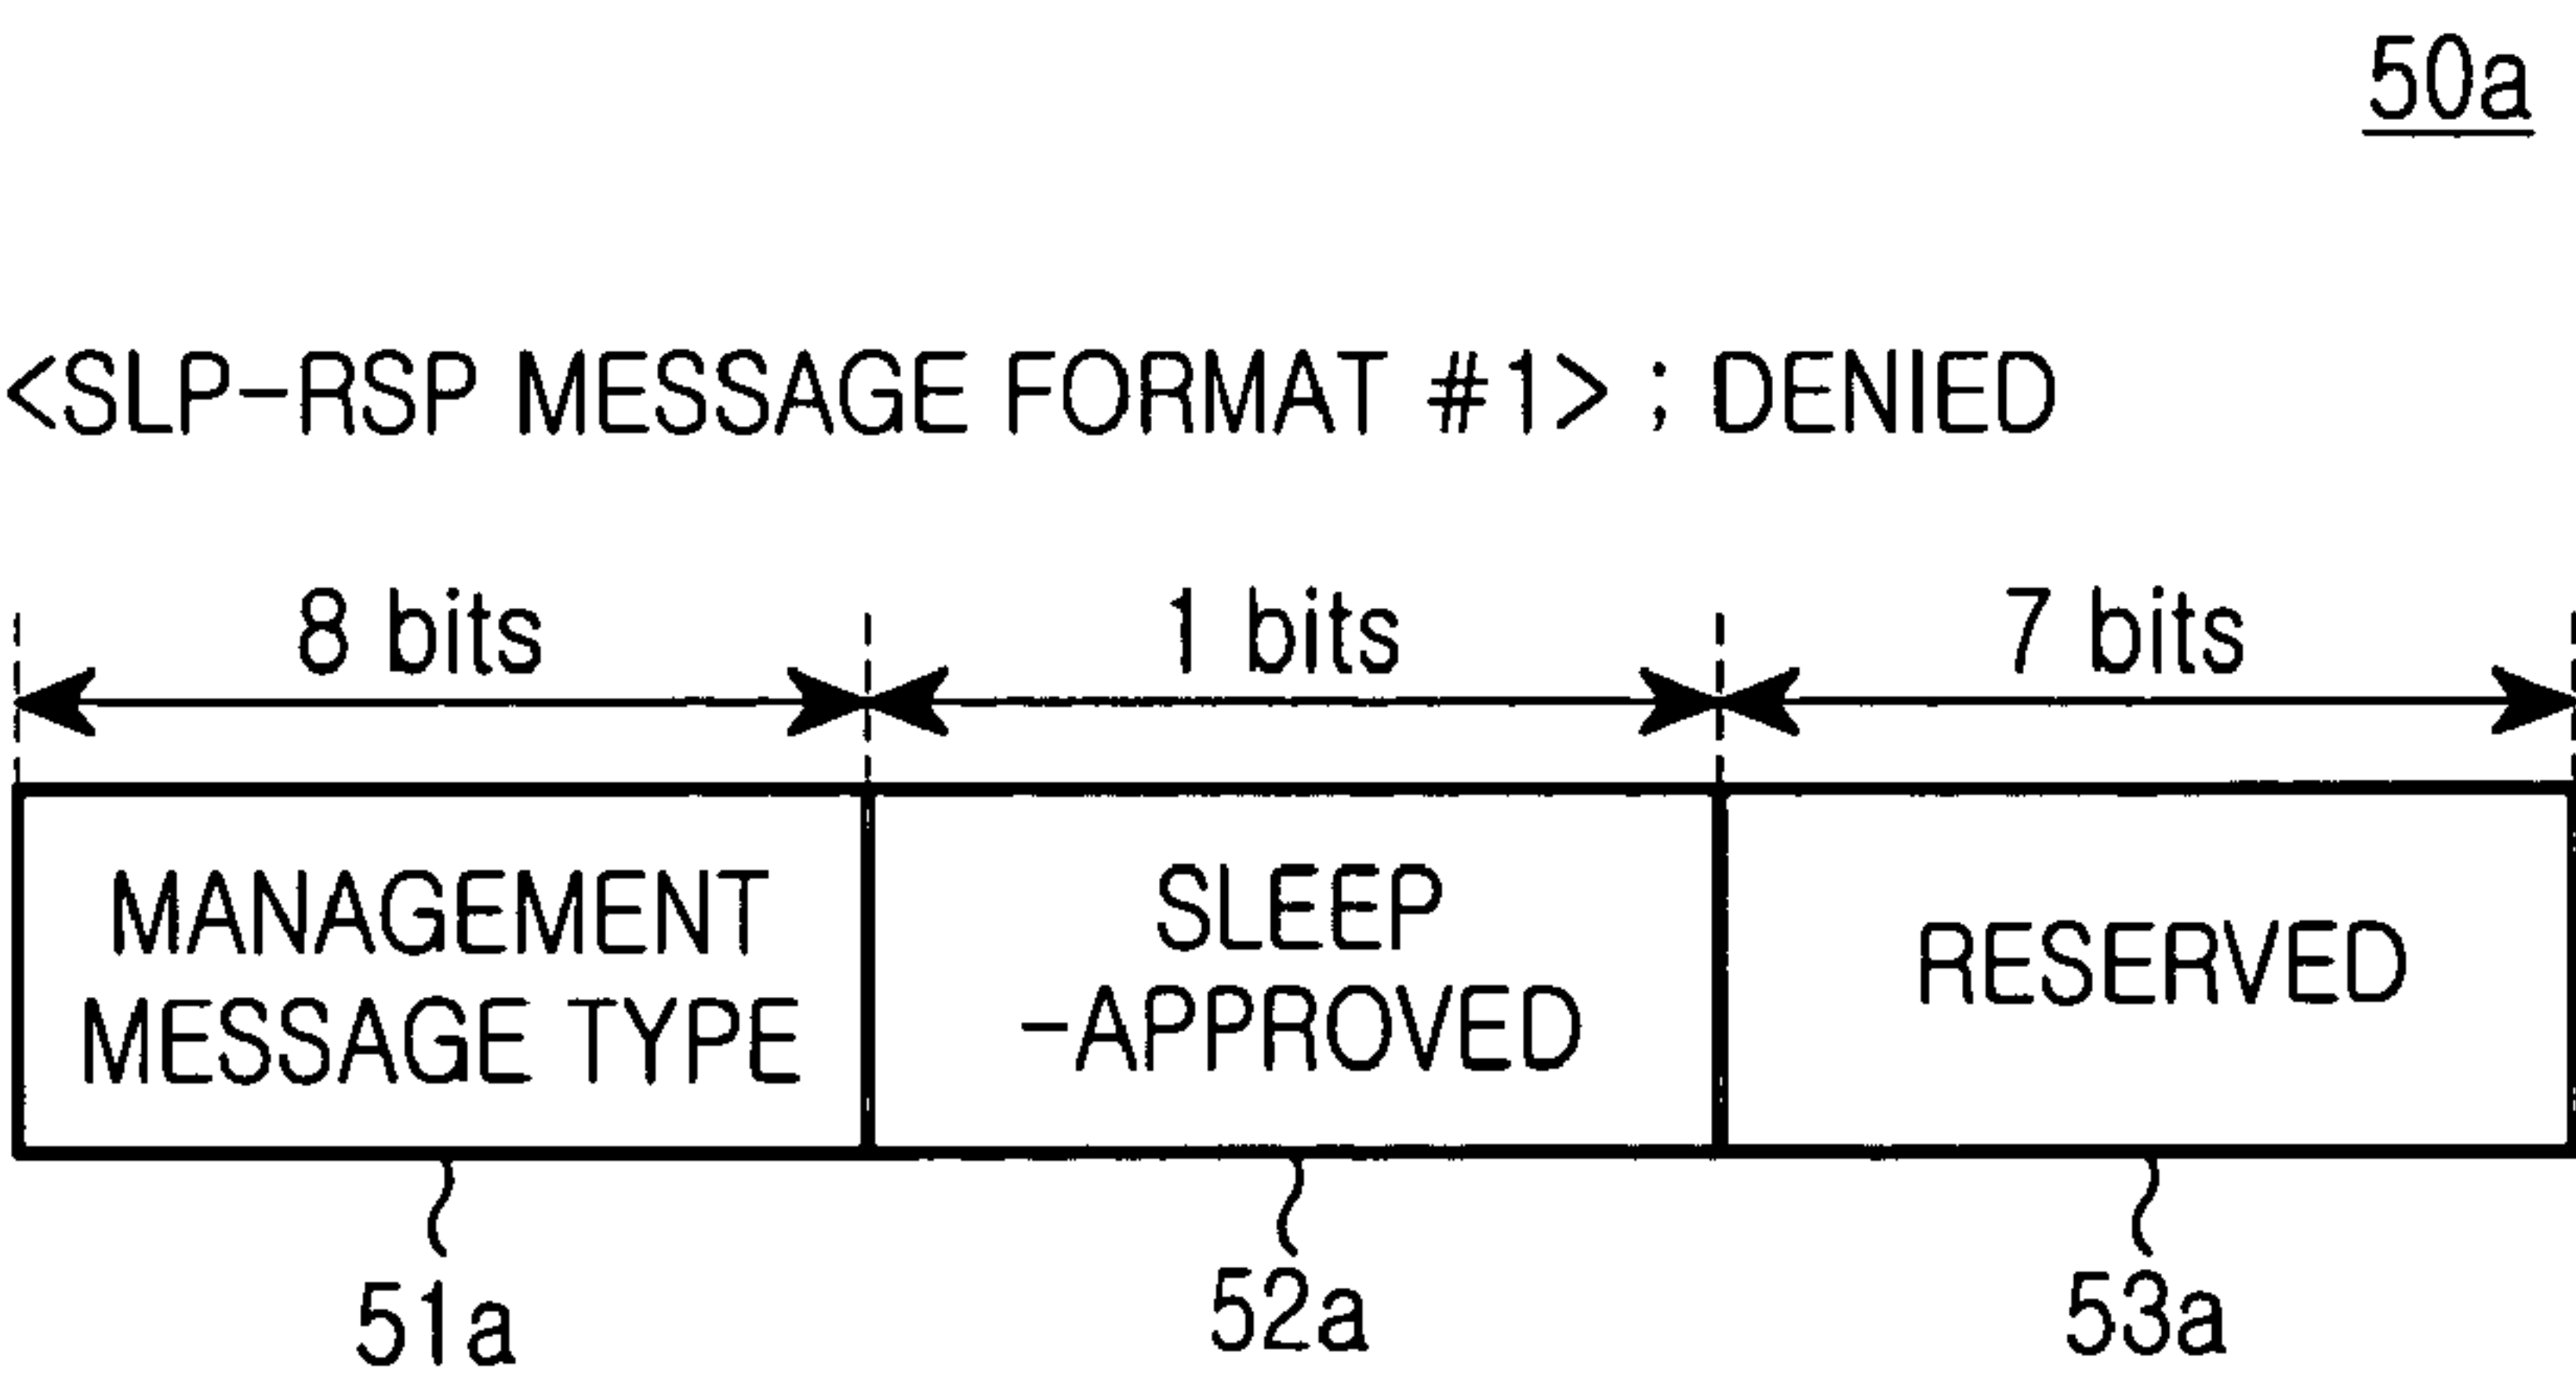 50a
<SLP-RSP MESSAGE FORMAT #1> ; DENIED
8 bits 1 bits 7 bits
MANAGEMENT
MESSAGE TYPE
SLEEP
-APPROVED
RESERVED
51a 52a 53a